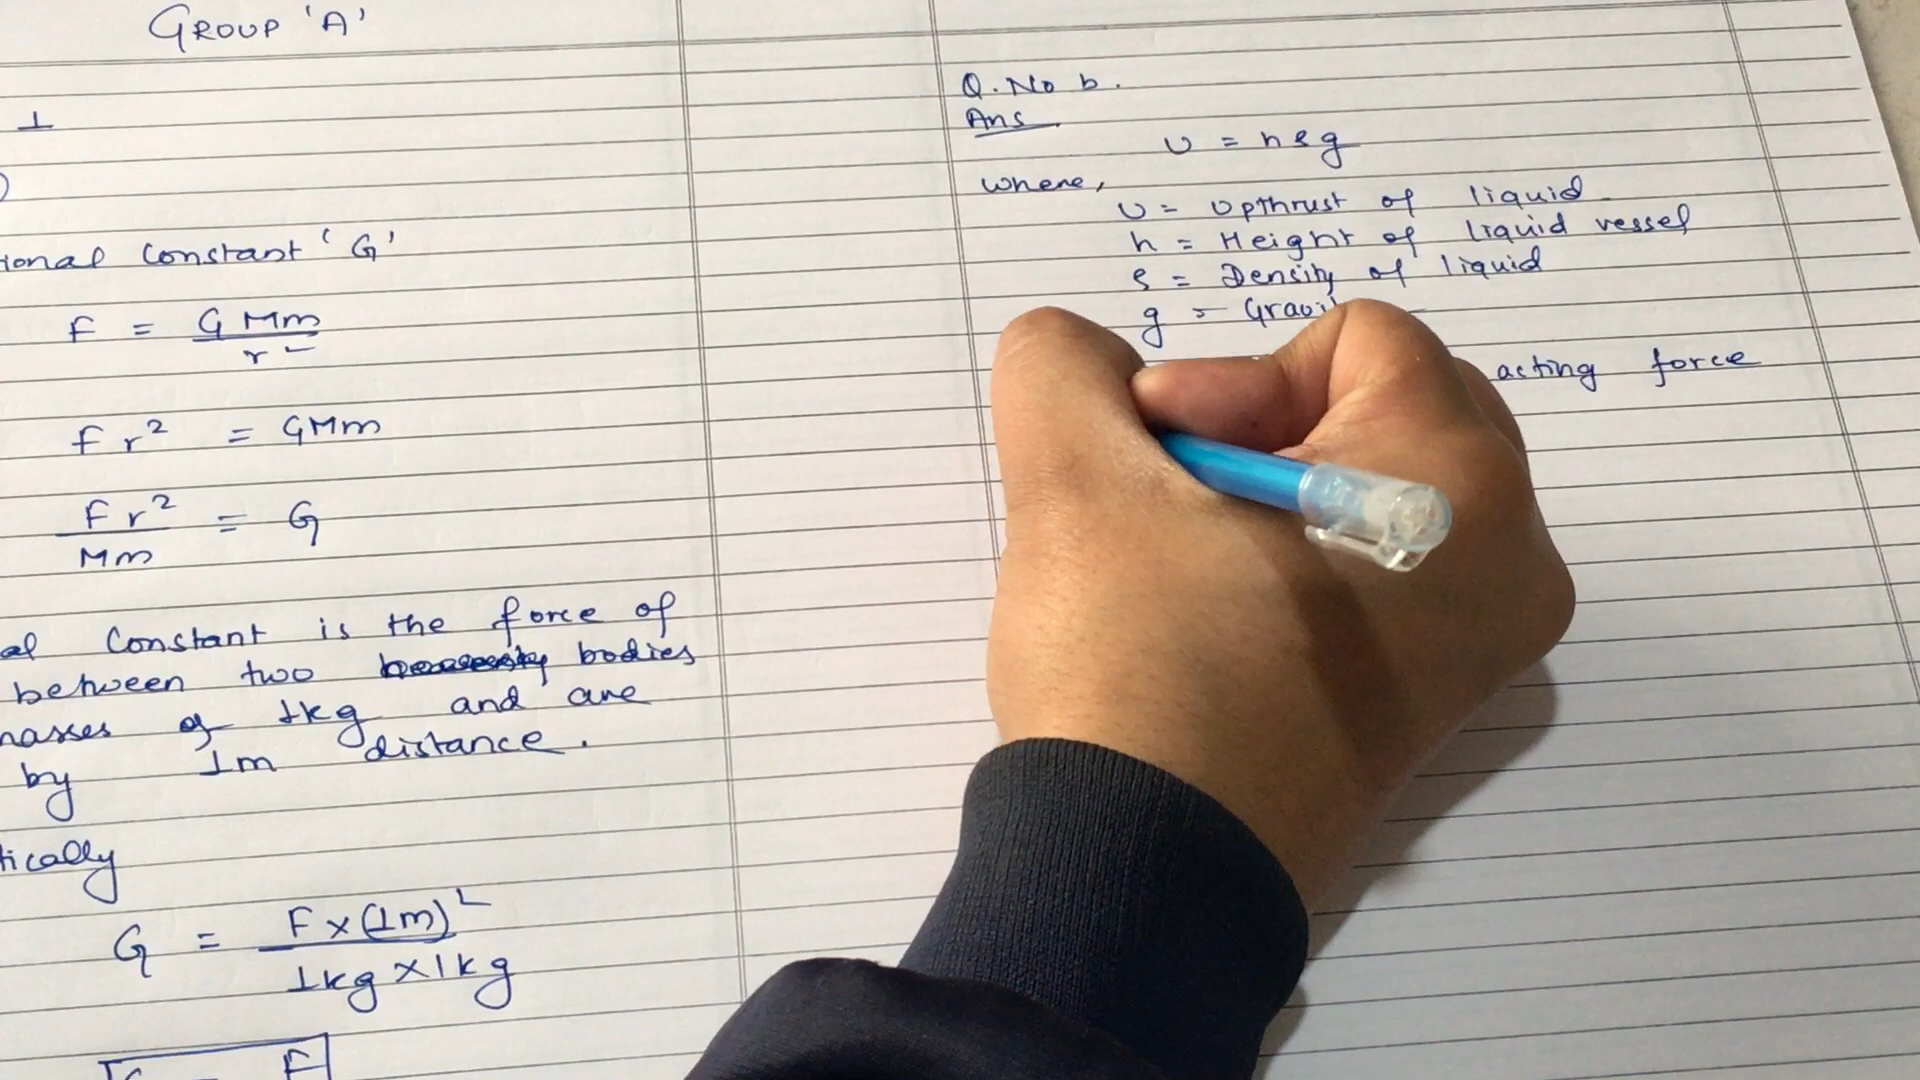 GROUP 'A'
1
)
ional Constant 'G'
F = GMm
r²
Fr² = GMm
Fr² = G
Mm
al Constant is the force of
between two bodies
masses of 1kg and are
by 1m distance.
tically
G = F×(1m)²
1kg×1kg
F
Q.No b.
Ans
U = hρg
where,
U = Upthrust of liquid
h = Height of liquid vessel
ρ = Density of liquid
g = Gravi
acting force